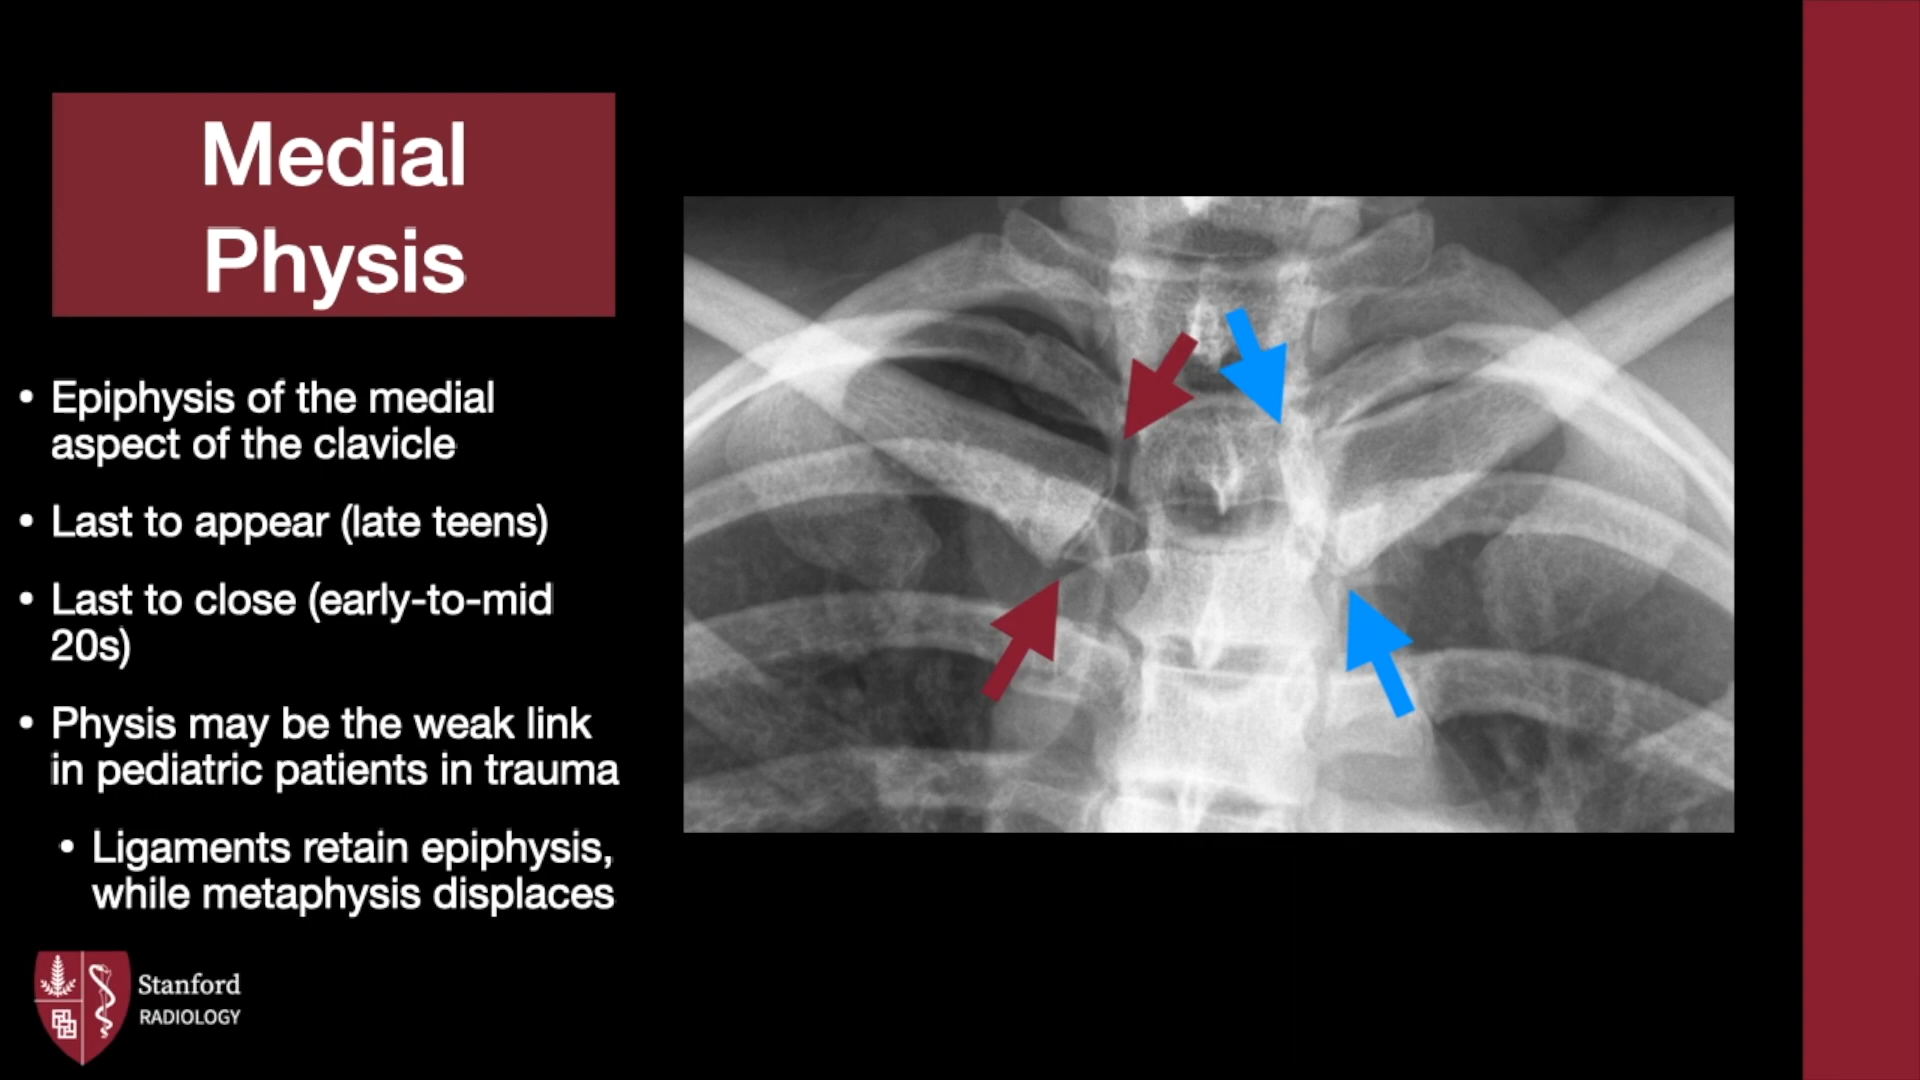 Medial
Physis
• Epiphysis of the medial
aspect of the clavicle
• Last to appear (late teens)
• Last to close (early-to-mid
20s)
• Physis may be the weak link
in pediatric patients in trauma
• Ligaments retain epiphysis,
while metaphysis displaces
Stanford
RADIOLOGY